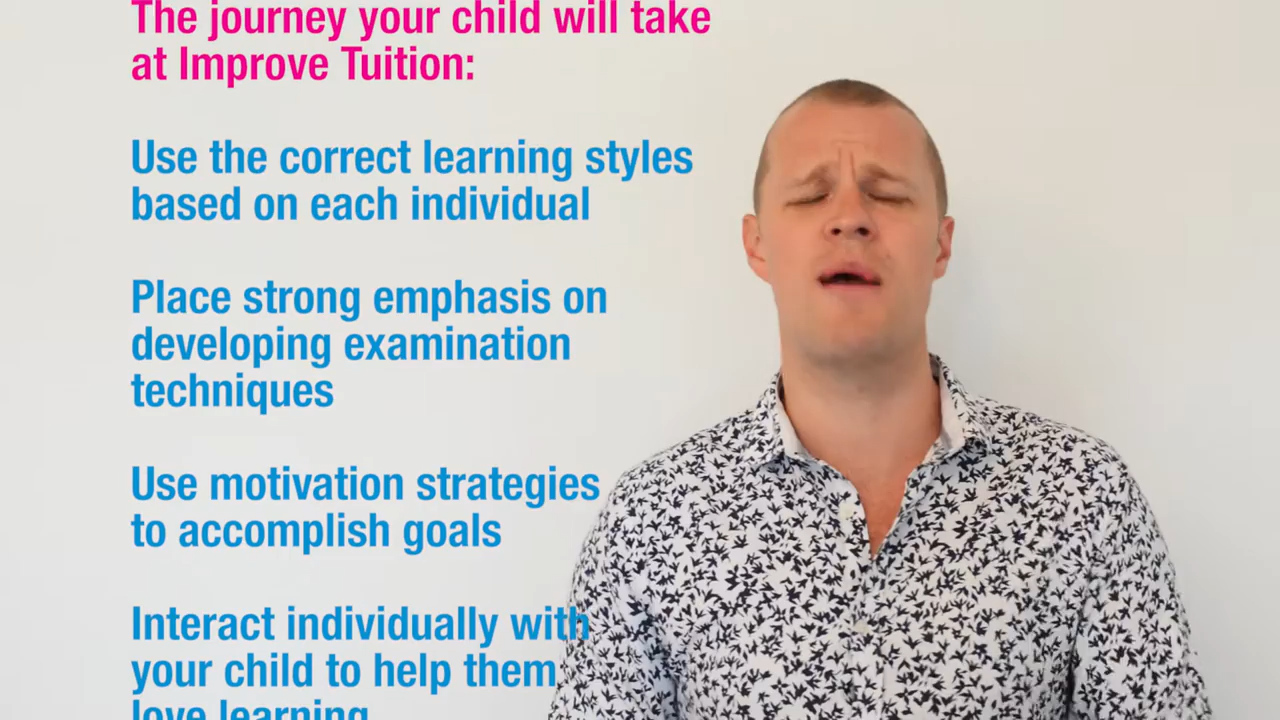 The journey your child will take
at Improve Tuition:
Use the correct learning styles
based on each individual
Place strong emphasis on
developing examination
techniques
Use motivation strategies
to accomplish goals
Interact individually with
your child to help them
love learning